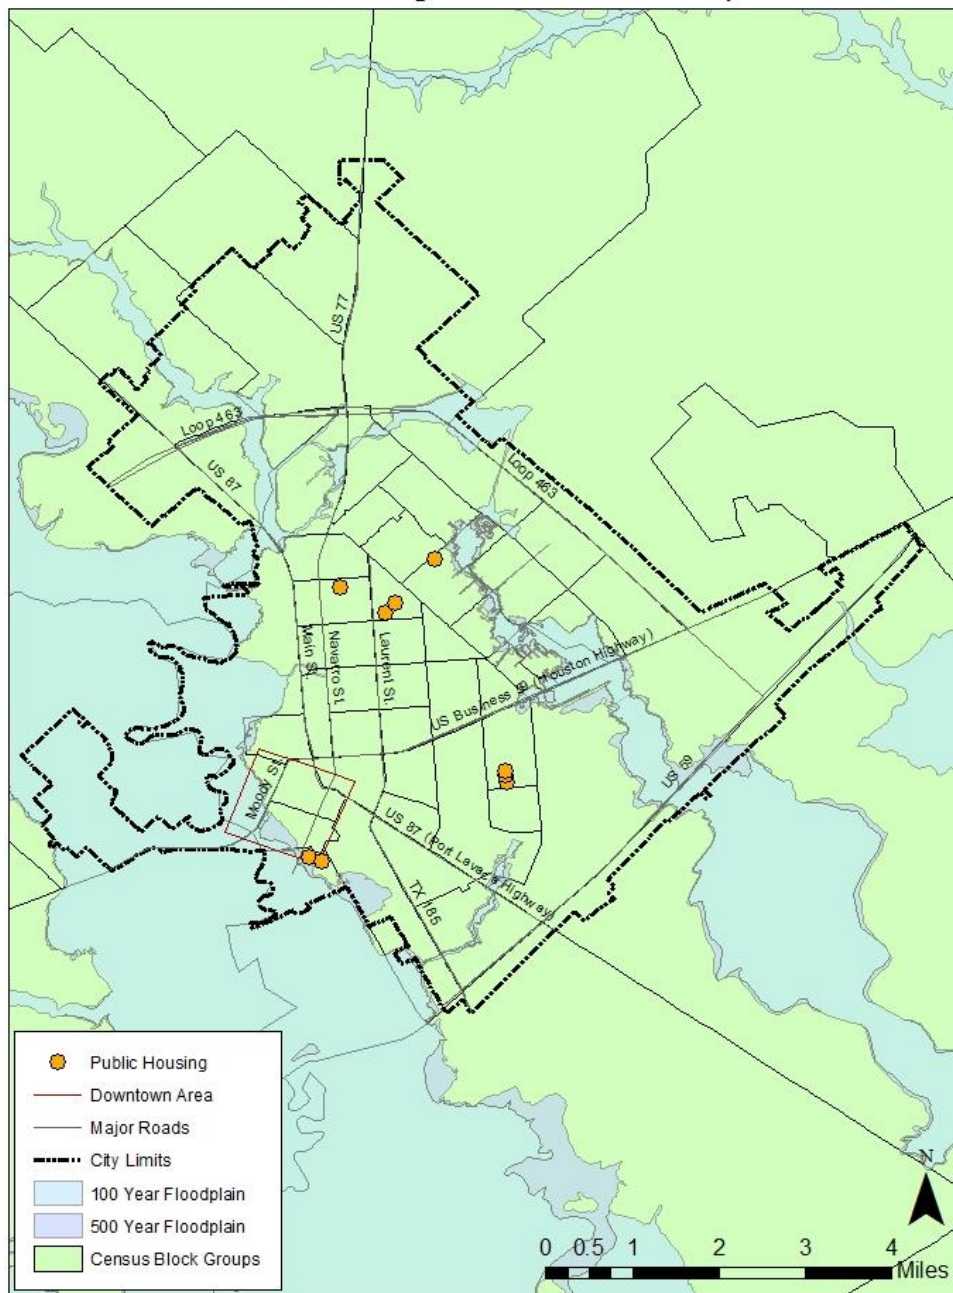 US 77
Loop 463
US 87
Loop 463
Main St.
Navarro St.
Laurent St.
US Business 59 (Houston Highway)
Moody St
US 59
US 87 (Port Lavaca Highway)
TX 185
Public Housing
Downtown Area
Major Roads
City Limits
100 Year Floodplain
500 Year Floodplain
Census Block Groups
N
0 0.5 1 2 3 4
Miles